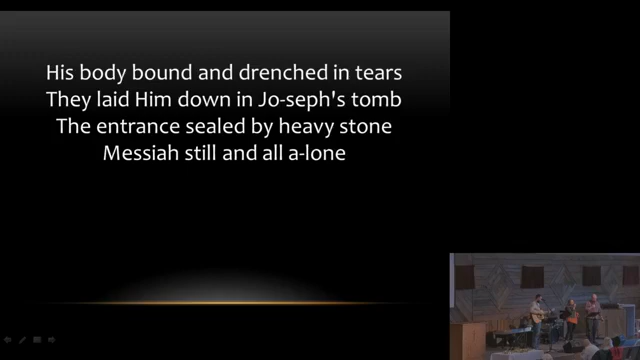 His body bound and drenched in tears
They laid Him down in Jo-seph's tomb
The entrance sealed by heavy stone
Messiah still and all a-lone